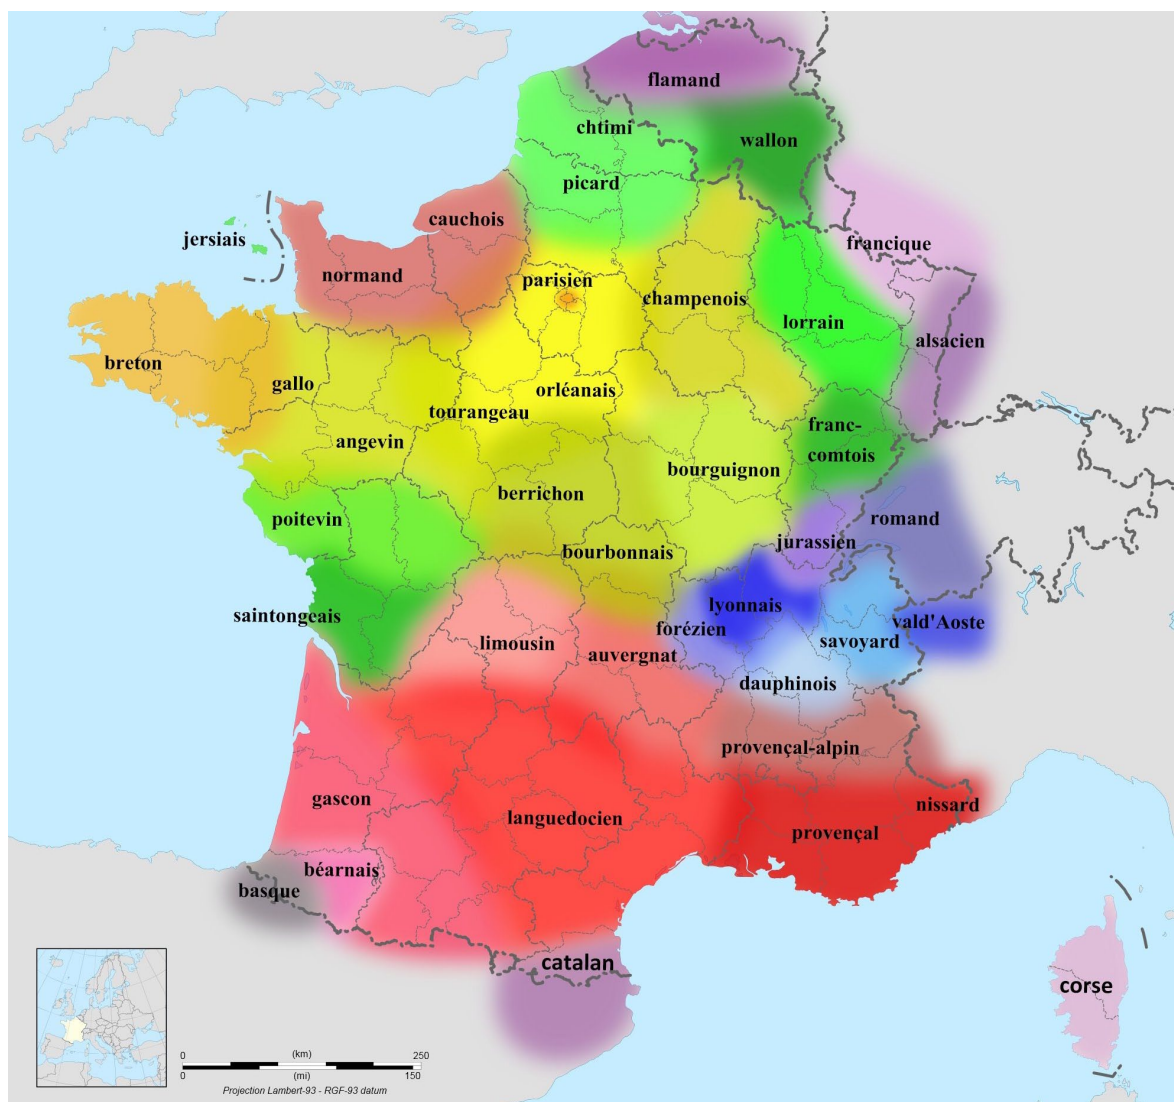 flamand
chtimi
wallon
picard
cauchois
jersiais
francique
normand
parisien
champenois
lorrain
alsacien
breton
gallo
orléanais
tourangeau
franc-
comtois
angevin
bourguignon
berrichon
poitevin
romand
jurassien
bourbonnais
lyonnais
saintongeais
forézien
vald'Aoste
limousin
savoyard
auvergnat
dauphinois
provençal-alpin
gascon
nissard
languedocien
provençal
béarnais
basque
catalan
corse
0 (km) 250
0 (mi) 150
Projection Lambert-93 - RGF-93 datum